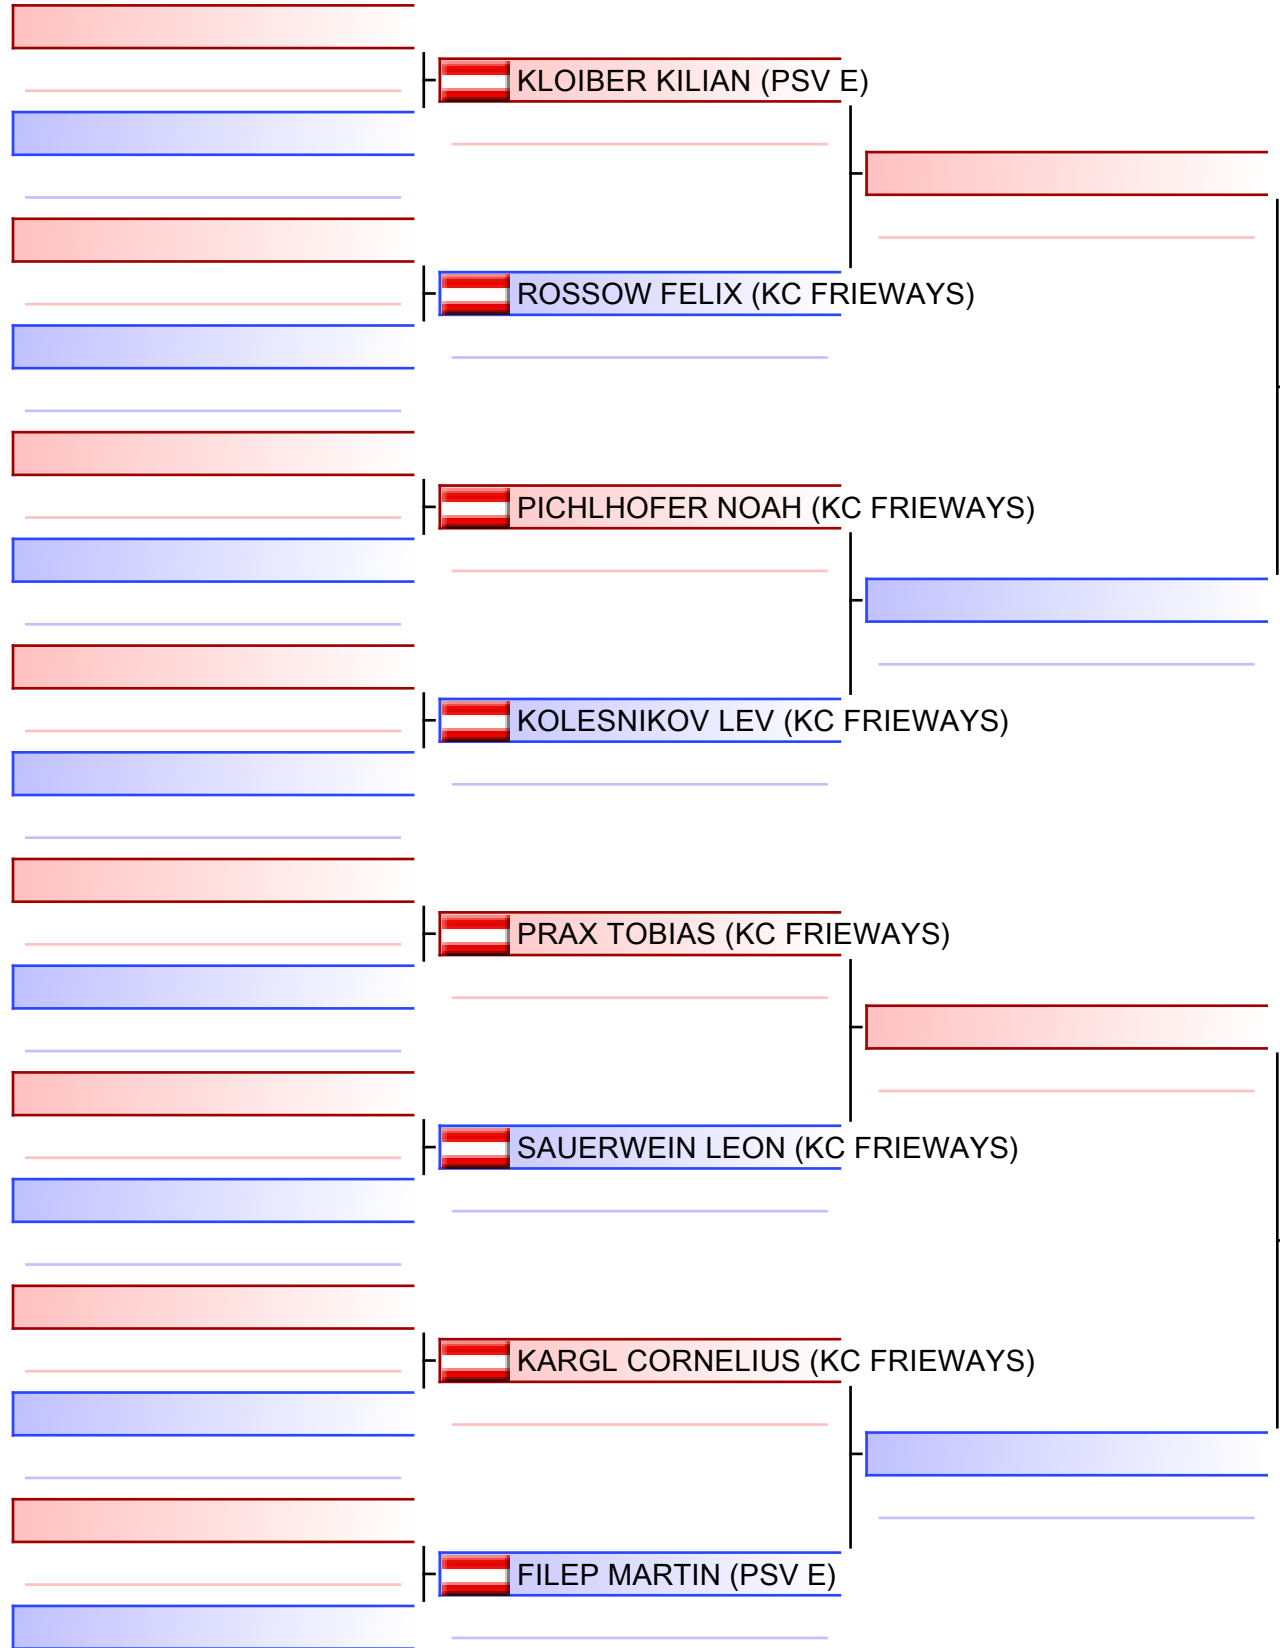 KLOIBER KILIAN (PSV E)
ROSSOW FELIX (KC FRIEWAYS)
PICHLHOFER NOAH (KC FRIEWAYS)
KOLESNIKOV LEV (KC FRIEWAYS)
PRAX TOBIAS (KC FRIEWAYS)
SAUERWEIN LEON (KC FRIEWAYS)
KARGL CORNELIUS (KC FRIEWAYS)
FILEP MARTIN (PSV E)